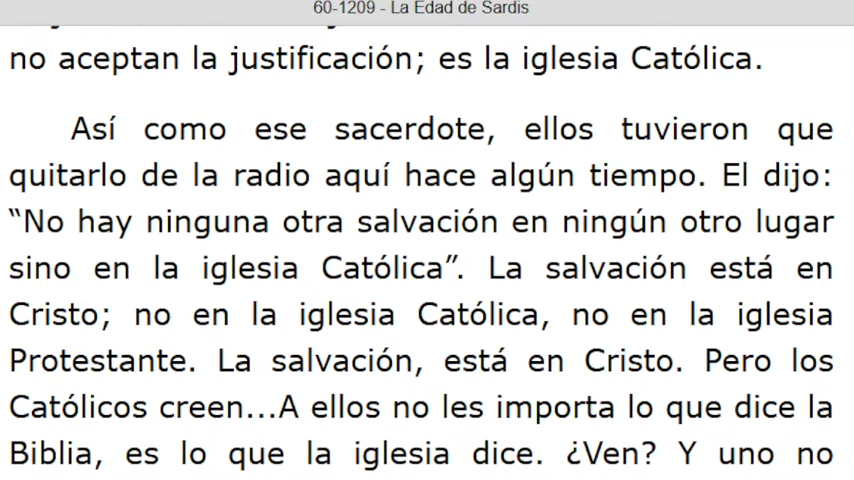 60-1209 - La Edad de Sardis
no aceptan la justificación; es la iglesia Católica.
Así como ese sacerdote, ellos tuvieron que
quitarlo de la radio aquí hace algún tiempo. El dijo:
“No hay ninguna otra salvación en ningún otro lugar
sino en la iglesia Católica”. La salvación está en
Cristo; no en la iglesia Católica, no en la iglesia
Protestante. La salvación, está en Cristo. Pero los
Católicos creen...A ellos no les importa lo que dice la
Biblia, es lo que la iglesia dice. ¿Ven? Y uno no